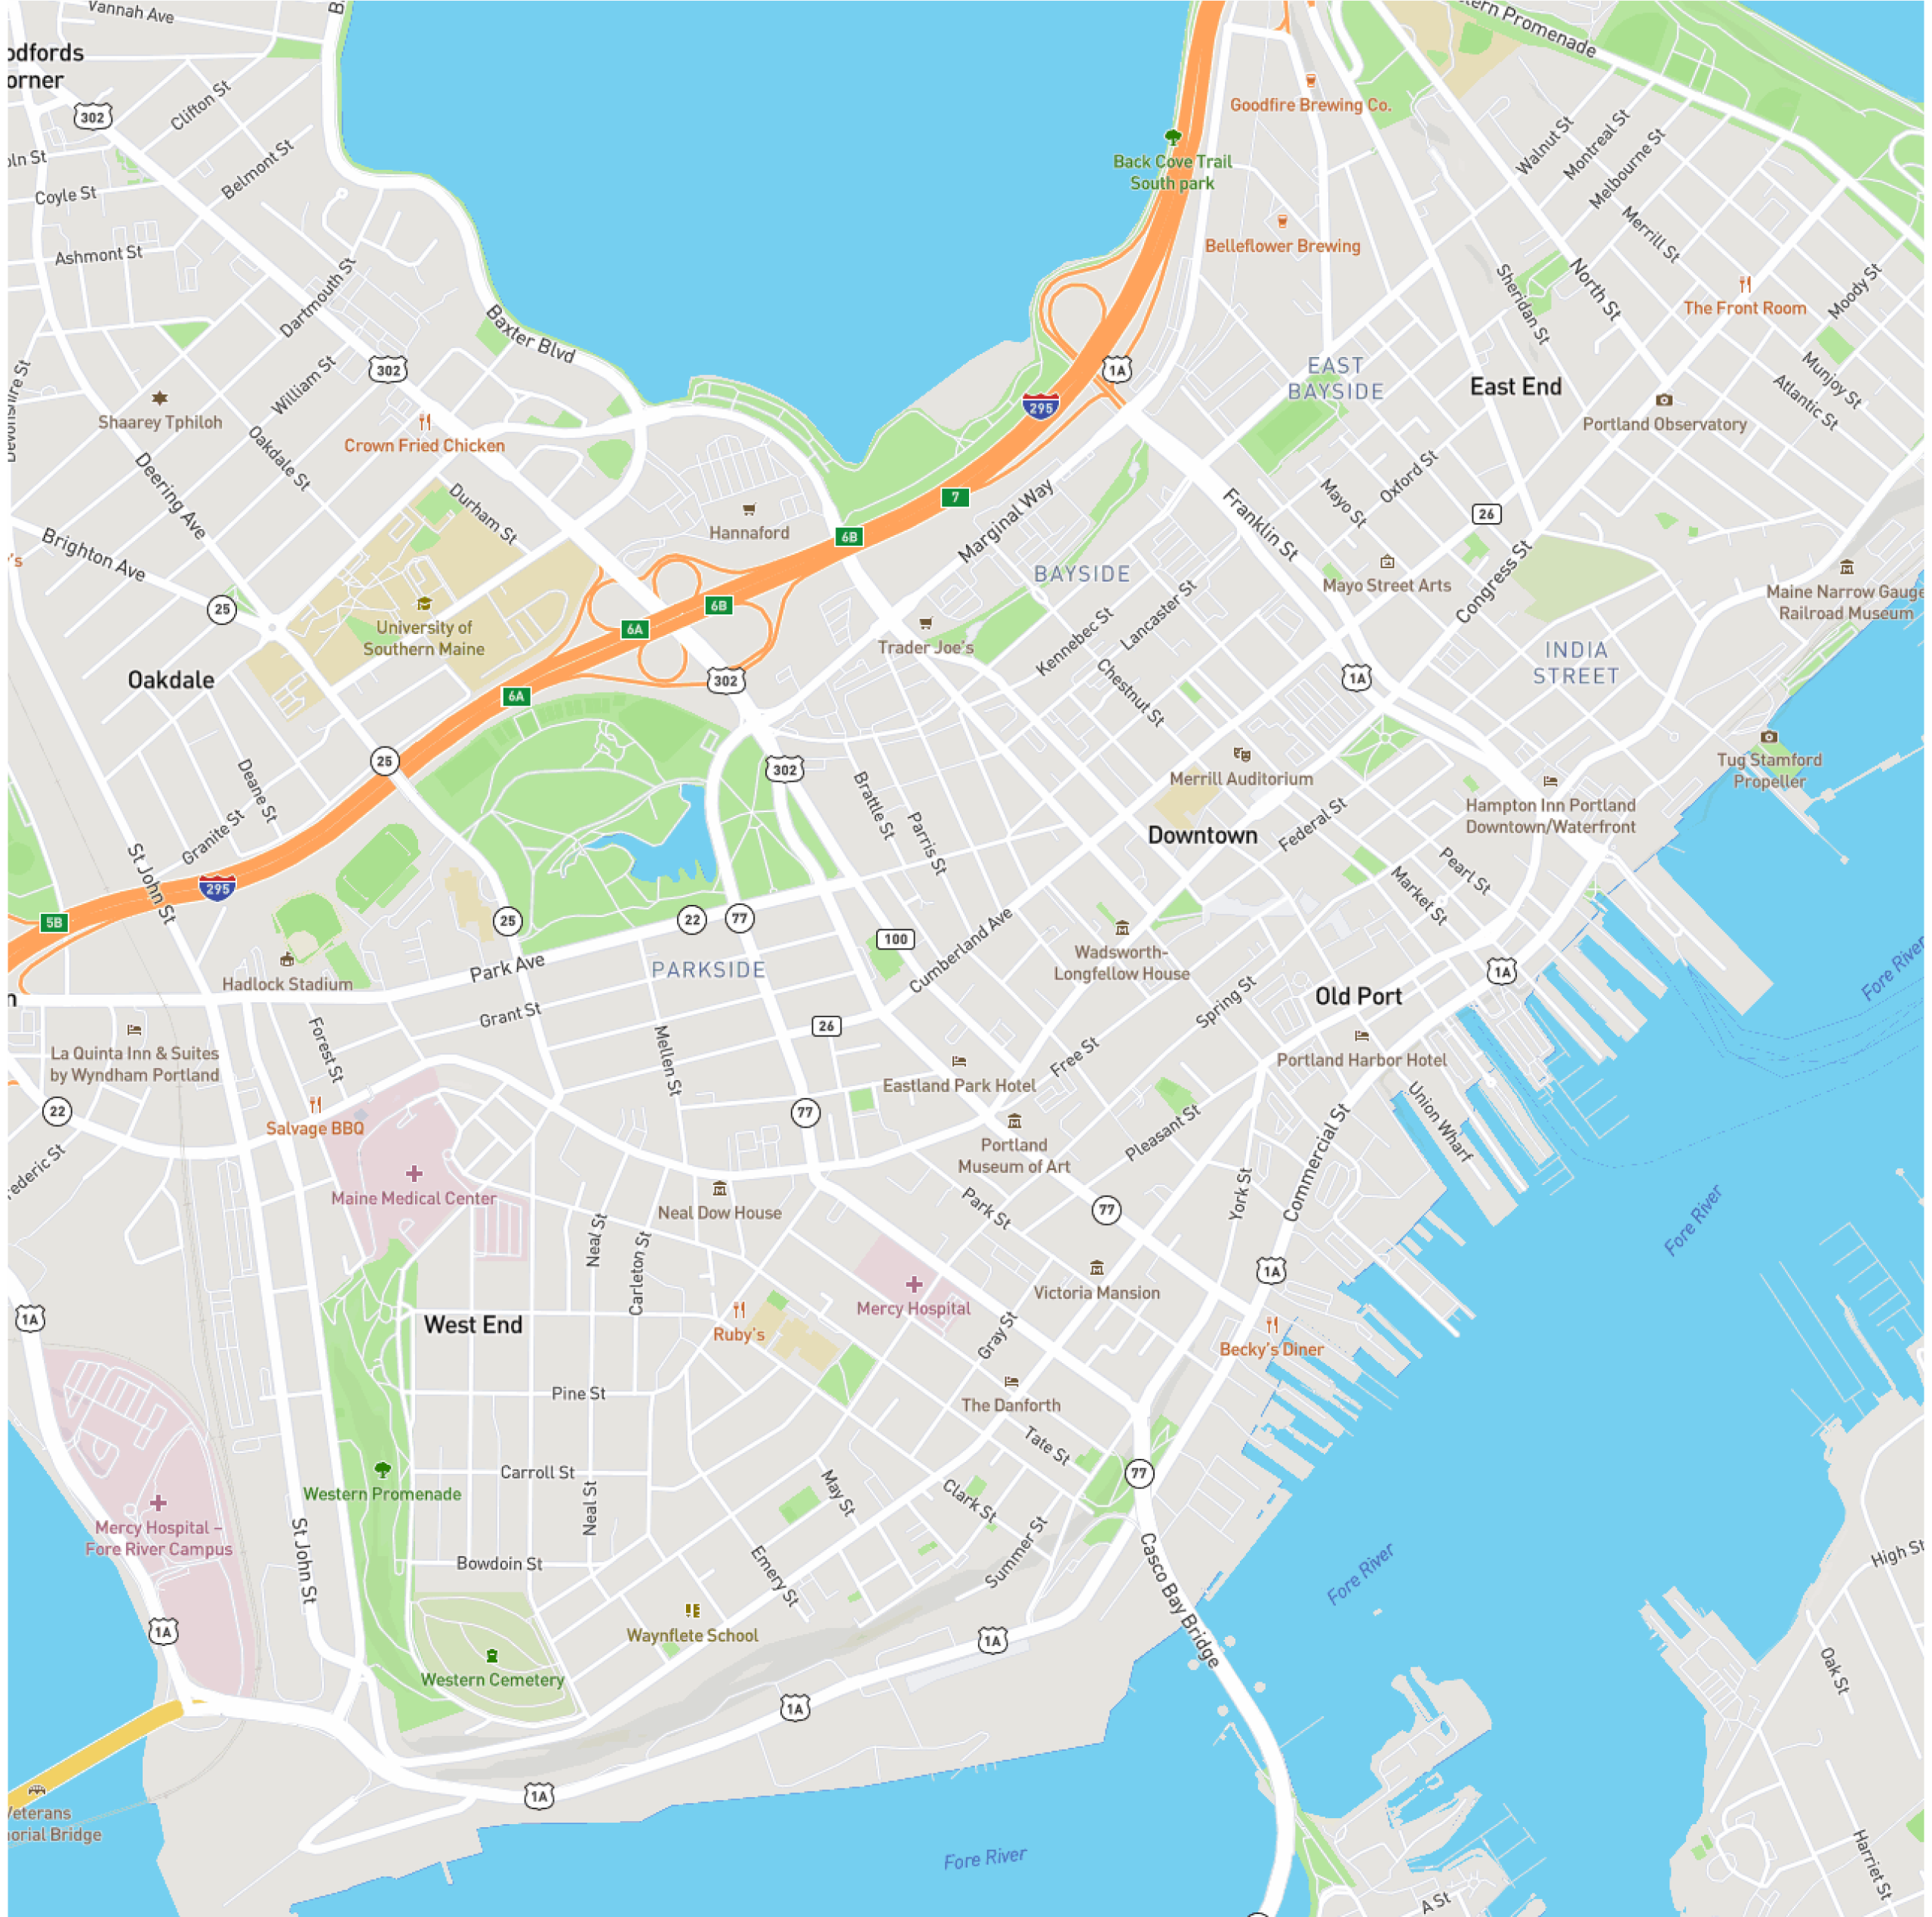 Vannah Ave
odfords
orner
302
Clifton St
oln St
Coyle St
Belmont St
Ashmont St
Dartmouth St
Baxter Blvd
302
William St
Devonshire St
Shaarey Tphiloh
Crown Fried Chicken
Oakdale St
Deering Ave
Durham St
Brighton Ave
's
25
University of
Southern Maine
Oakdale
Hannaford
6B
7
6B
6A
6A
302
25
302
Deane St
Granite St
St John St
295
5B
25
22
77
Hadlock Stadium
Park Ave
PARKSIDE
Grant St
n
La Quinta Inn & Suites
by Wyndham Portland
Forest St
22
Salvage BBQ
ederic St
Mellen St
Maine Medical Center
Neal Dow House
77
26
100
Brattle St
Parris St
Cumberland Ave
tern Promenade
Goodfire Brewing Co.
Back Cove Trail
South park
Belleflower Brewing
Walnut St
Montreal St
Melbourne St
Merrill St
North St
Sheridan St
Moody St
The Front Room
1A
295
EAST
BAYSIDE
East End
Munjoy St
Atlantic St
Portland Observatory
Marginal Way
Franklin St
Mayo St
Oxford St
26
BAYSIDE
Mayo Street Arts
Congress St
Maine Narrow Gauge
Railroad Museum
Trader Joe's
Kennebec St
Lancaster St
Chestnut St
1A
INDIA
STREET
Merrill Auditorium
Tug Stamford
Propeller
Hampton Inn Portland
Downtown/Waterfront
Downtown
Federal St
Pearl St
Market St
Wadsworth-
Longfellow House
Spring St
Old Port
1A
Fore River
Portland Harbor Hotel
Eastland Park Hotel
Free St
Portland
Museum of Art
Pleasant St
Union Wharf
Commercial St
York St
Park St
77
Fore River
1A
Victoria Mansion
Mercy Hospital
Neal St
Carleton St
1A
West End
Ruby's
Gray St
Becky's Diner
Pine St
The Danforth
Tate St
Western Promenade
Carroll St
Neal St
May St
Clark St
77
Mercy Hospital –
Fore River Campus
St John St
Bowdoin St
Emery St
Summer St
Casco Bay Bridge
Fore River
High St
1A
Waynflete School
Western Cemetery
1A
1A
Oak St
1A
Veterans
orial Bridge
Fore River
Harriet St
A St